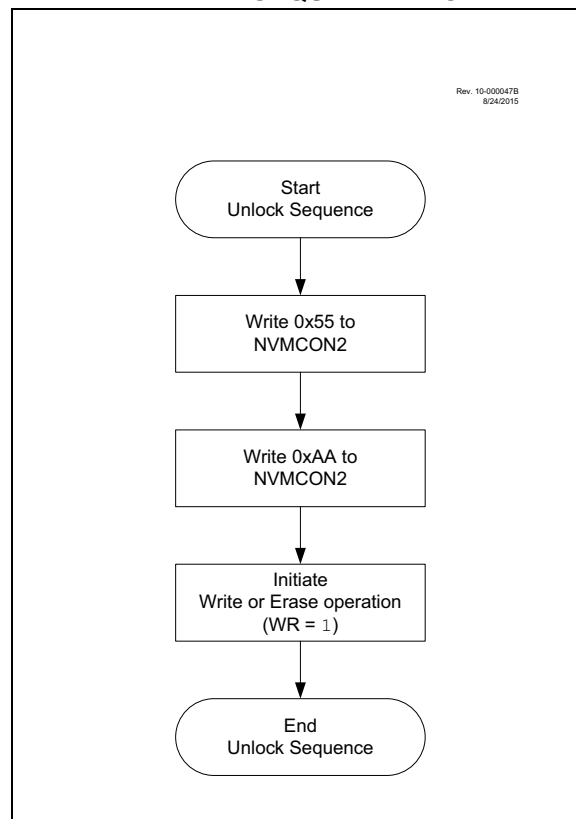 Rev. 10-000047B
8/24/2015
Start
Unlock Sequence
Write 0x55 to
NVMCON2
Write 0xAA to
NVMCON2
Initiate
Write or Erase operation
(WR = 1)
End
Unlock Sequence